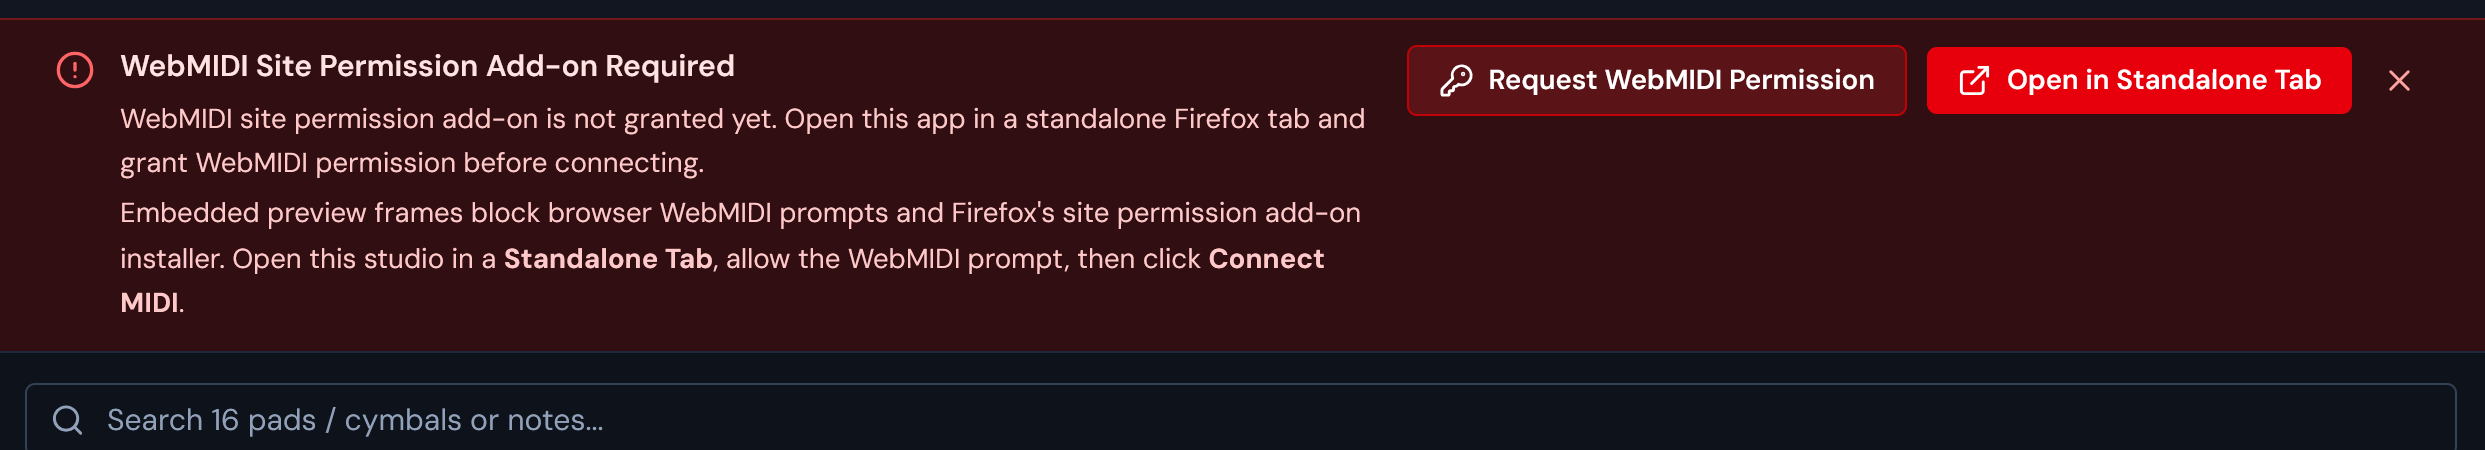 WebMIDI Site Permission Add-on Required
WebMIDI site permission add-on is not granted yet. Open this app in a standalone Firefox tab and
grant WebMIDI permission before connecting.
Embedded preview frames block browser WebMIDI prompts and Firefox's site permission add-on
installer. Open this studio in a Standalone Tab, allow the WebMIDI prompt, then click Connect
MIDI.
Request WebMIDI Permission
Open in Standalone Tab
Search 16 pads / cymbals or notes...